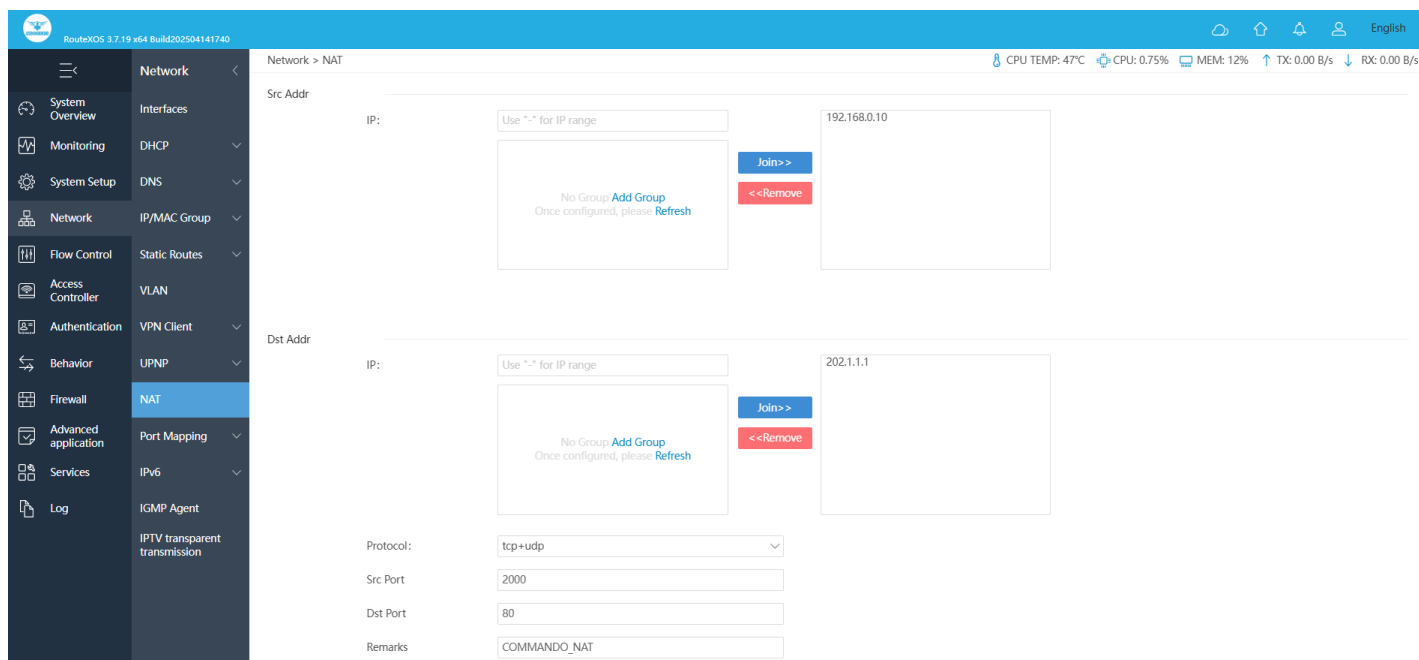 RouteXOS 3.7.19 x64 Build202504141740
English
Network
Network > NAT
CPU TEMP: 47℃ CPU: 0.75% MEM: 12% TX: 0.00 B/s RX: 0.00 B/s
System Overview
Monitoring
System Setup
Network
Flow Control
Access Controller
Authentication
Behavior
Firewall
Advanced application
Services
Log
Interfaces
DHCP
DNS
IP/MAC Group
Static Routes
VLAN
VPN Client
UPNP
NAT
Port Mapping
IPv6
IGMP Agent
IPTV transparent transmission
Src Addr
IP:
Use "-" for IP range
192.168.0.10
Join>>
<<Remove
No Group Add Group
Once configured, please Refresh
Dst Addr
IP:
Use "-" for IP range
202.1.1.1
Join>>
<<Remove
No Group Add Group
Once configured, please Refresh
Protocol:
tcp+udp
Src Port
2000
Dst Port
80
Remarks
COMMANDO_NAT